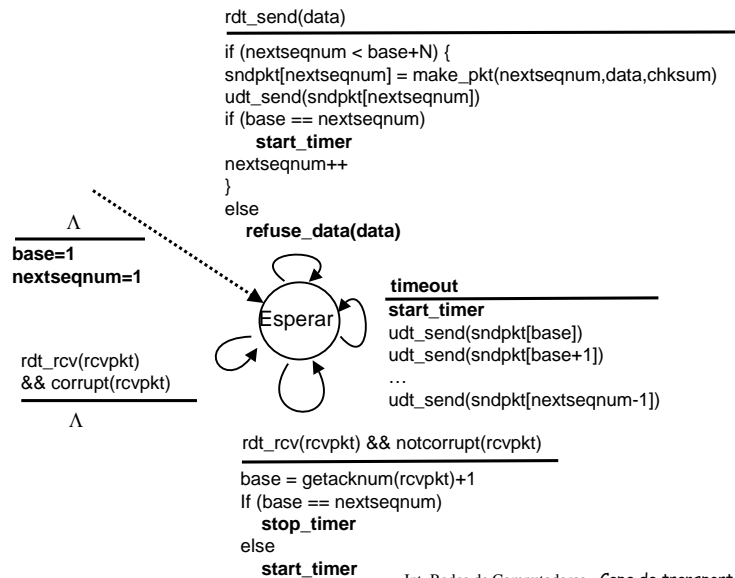 rdt_send(data)
if (nextseqnum < base+N) {
sndpkt[nextseqnum] = make_pkt(nextseqnum,data,chksum)
udt_send(sndpkt[nextseqnum])
if (base == nextseqnum)
start_timer
nextseqnum++
}
else
refuse_data(data)
Λ
base=1
nextseqnum=1
Esperar
timeout
start_timer
udt_send(sndpkt[base])
udt_send(sndpkt[base+1])
…
udt_send(sndpkt[nextseqnum-1])
rdt_rcv(rcvpkt)
&& corrupt(rcvpkt)
Λ
rdt_rcv(rcvpkt) && notcorrupt(rcvpkt)
base = getacknum(rcvpkt)+1
If (base == nextseqnum)
stop_timer
else
start_timer